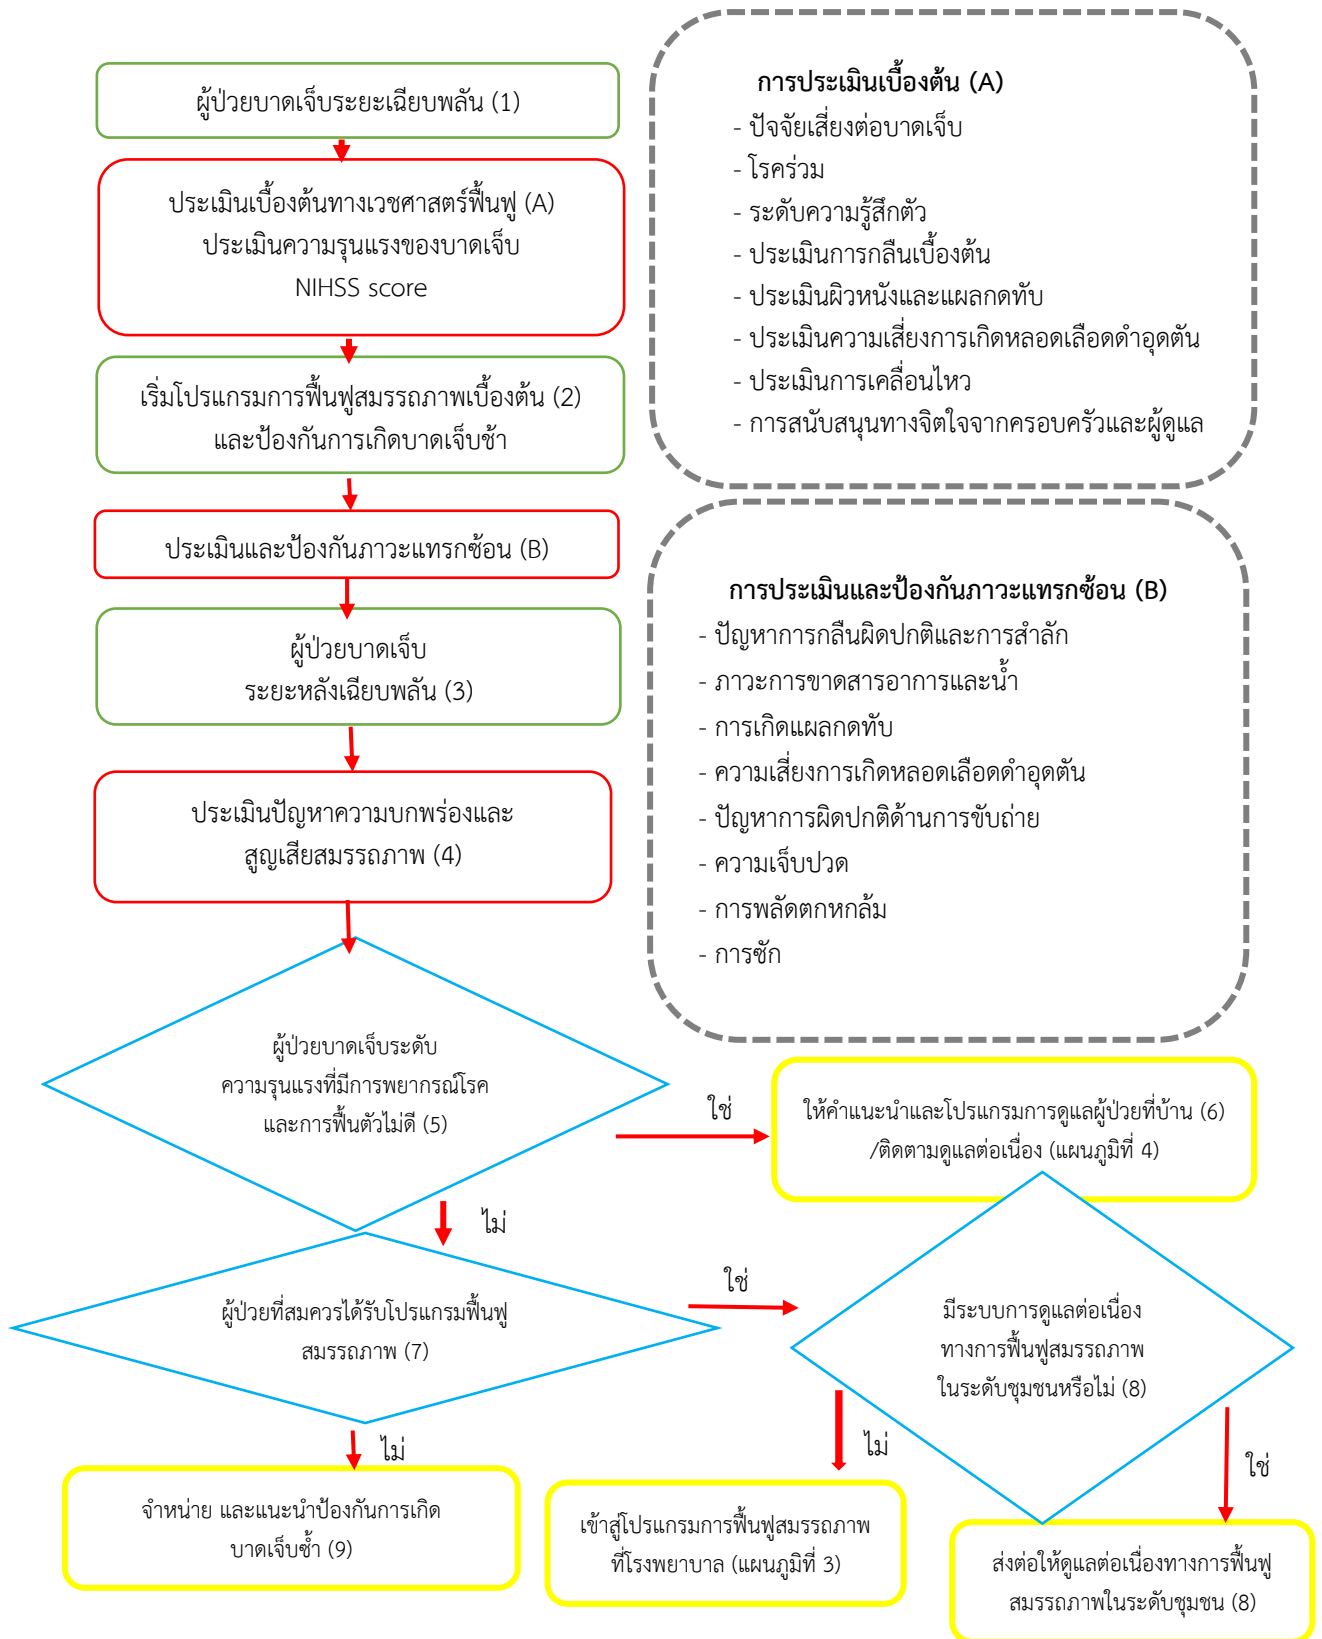 ผู้ป่วยบาดเจ็บระยะเฉียบพลัน (1)
ประเมินเบื้องต้นทางเวชศาสตร์ฟื้นฟู (A)
ประเมินความรุนแรงของบาดเจ็บ
NIHSS score
เริ่มโปรแกรมการฟื้นฟูสมรรถภาพเบื้องต้น (2)
และป้องกันการเกิดบาดเจ็บช้า
ประเมินและป้องกันภาวะแทรกซ้อน (B)
ผู้ป่วยบาดเจ็บ
ระยะหลังเฉียบพลัน (3)
ประเมินปัญหาความบกพร่องและ
สูญเสียสมรรถภาพ (4)
การประเมินเบื้องต้น (A)
- ปัจจัยเสี่ยงต่อบาดเจ็บ
- โรคร่วม
- ระดับความรู้สึกตัว
- ประเมินการกลืนเบื้องต้น
- ประเมินผิวหนังและแผลกดทับ
- ประเมินความเสี่ยงการเกิดหลอดเลือดดำอุดตัน
- ประเมินการเคลื่อนไหว
- การสนับสนุนทางจิตใจจากครอบครัวและผู้ดูแล
การประเมินและป้องกันภาวะแทรกซ้อน (B)
- ปัญหาการกลืนผิดปกติและการสำลัก
- ภาวะการขาดสารอาการและน้ำ
- การเกิดแผลกดทับ
- ความเสี่ยงการเกิดหลอดเลือดดำอุดตัน
- ปัญหาการผิดปกติด้านการขับถ่าย
- ความเจ็บปวด
- การพลัดตกหกล้ม
- การซัก
ผู้ป่วยบาดเจ็บระดับ
ความรุนแรงที่มีการพยากรณ์โรค
และการฟื้นตัวไม่ดี (5)
ใช่
ให้คำแนะนำและโปรแกรมการดูแลผู้ป่วยที่บ้าน (6)
/ติดตามดูแลต่อเนื่อง (แผนภูมิที่ 4)
ไม่
ผู้ป่วยที่สมควรได้รับโปรแกรมฟื้นฟู
สมรรถภาพ (7)
ใช่
มีระบบการดูแลต่อเนื่อง
ทางการฟื้นฟูสมรรถภาพ
ในระดับชุมชนหรือไม่ (8)
ไม่
ไม่
ใช่
จำหน่าย และแนะนำป้องกันการเกิด
บาดเจ็บซ้ำ (9)
เข้าสู่โปรแกรมการฟื้นฟูสมรรถภาพ
ที่โรงพยาบาล (แผนภูมิที่ 3)
ส่งต่อให้ดูแลต่อเนื่องทางการฟื้นฟู
สมรรถภาพในระดับชุมชน (8)